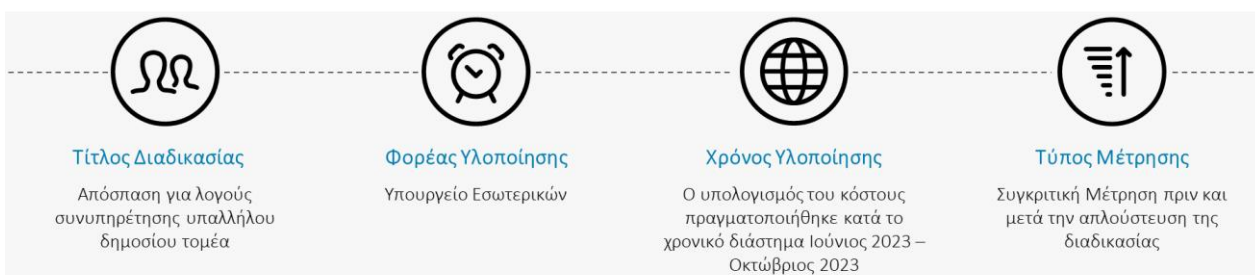 Τίτλος Διαδικασίας
Απόσπαση για λογούς
συνυπηρέτησης υπαλλήλου
δημοσίου τομέα
Φορέας Υλοποίησης
Υπουργείο Εσωτερικών
Χρόνος Υλοποίησης
Ο υπολογισμός του κόστους
πραγματοποιήθηκε κατά το
χρονικό διάστημα Ιούνιος 2023 –
Οκτώβριος 2023
Τύπος Μέτρησης
Συγκριτική Μέτρηση πριν και
μετά την απλούστευση της
διαδικασίας